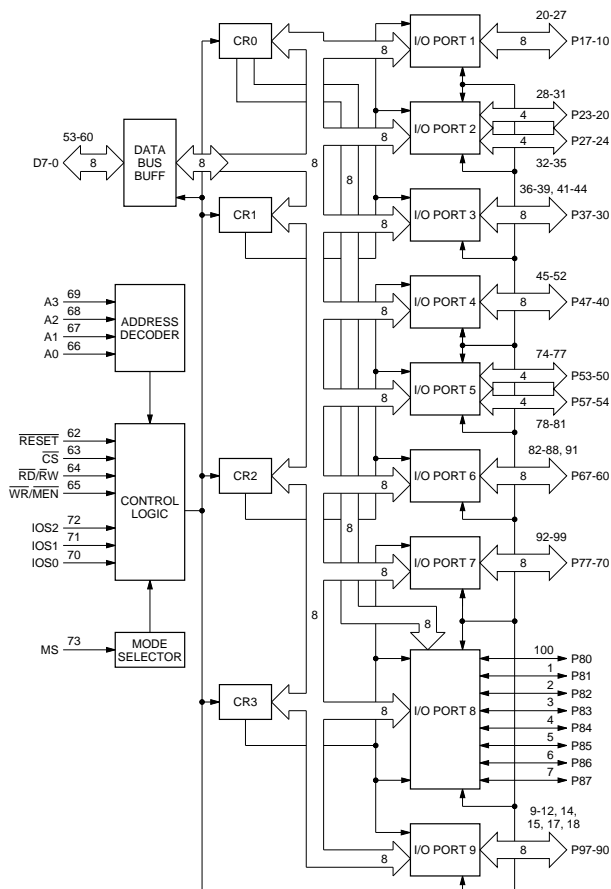 20-27
CR0
8
I/O PORT 1
8
P17-10
28-31
4
P23-20
8
I/O PORT 2
4
P27-24
32-35
53-60
D7-0
8
DATA
BUS
BUFF
8
8
8
36-39, 41-44
CR1
8
I/O PORT 3
8
P37-30
45-52
A3
69
A2
68
A1
67
A0
66
ADDRESS
DECODER
8
I/O PORT 4
8
P47-40
74-77
4
P53-50
8
I/O PORT 5
4
P57-54
78-81
RESET
62
CS
63
RD/RW
64
WR/MEN
65
IOS2
72
IOS1
71
IOS0
70
CONTROL
LOGIC
82-88, 91
CR2
8
I/O PORT 6
8
P67-60
8
92-99
8
I/O PORT 7
8
P77-70
8
8
MS
73
MODE
SELECTOR
100
P80
1
P81
2
P82
CR3
8
I/O PORT 8
3
P83
4
P84
5
P85
6
P86
7
P87
9-12, 14,
15, 17, 18
8
I/O PORT 9
8
P97-90